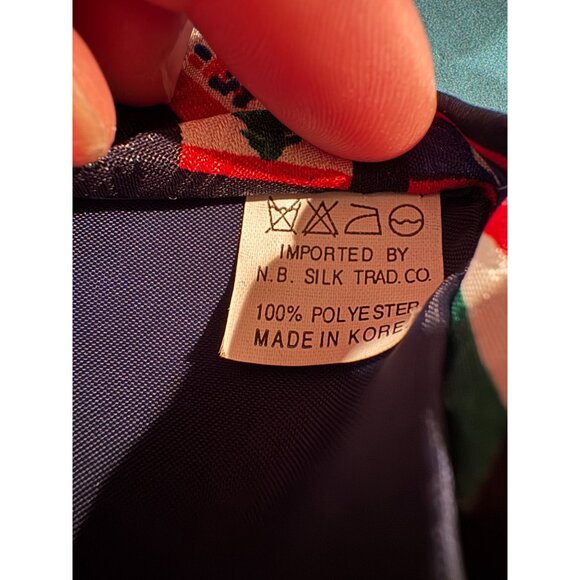 IMPORTED BY
N.B. SILK TRAD. CO.
100% POLYESTER
MADE IN KOREA